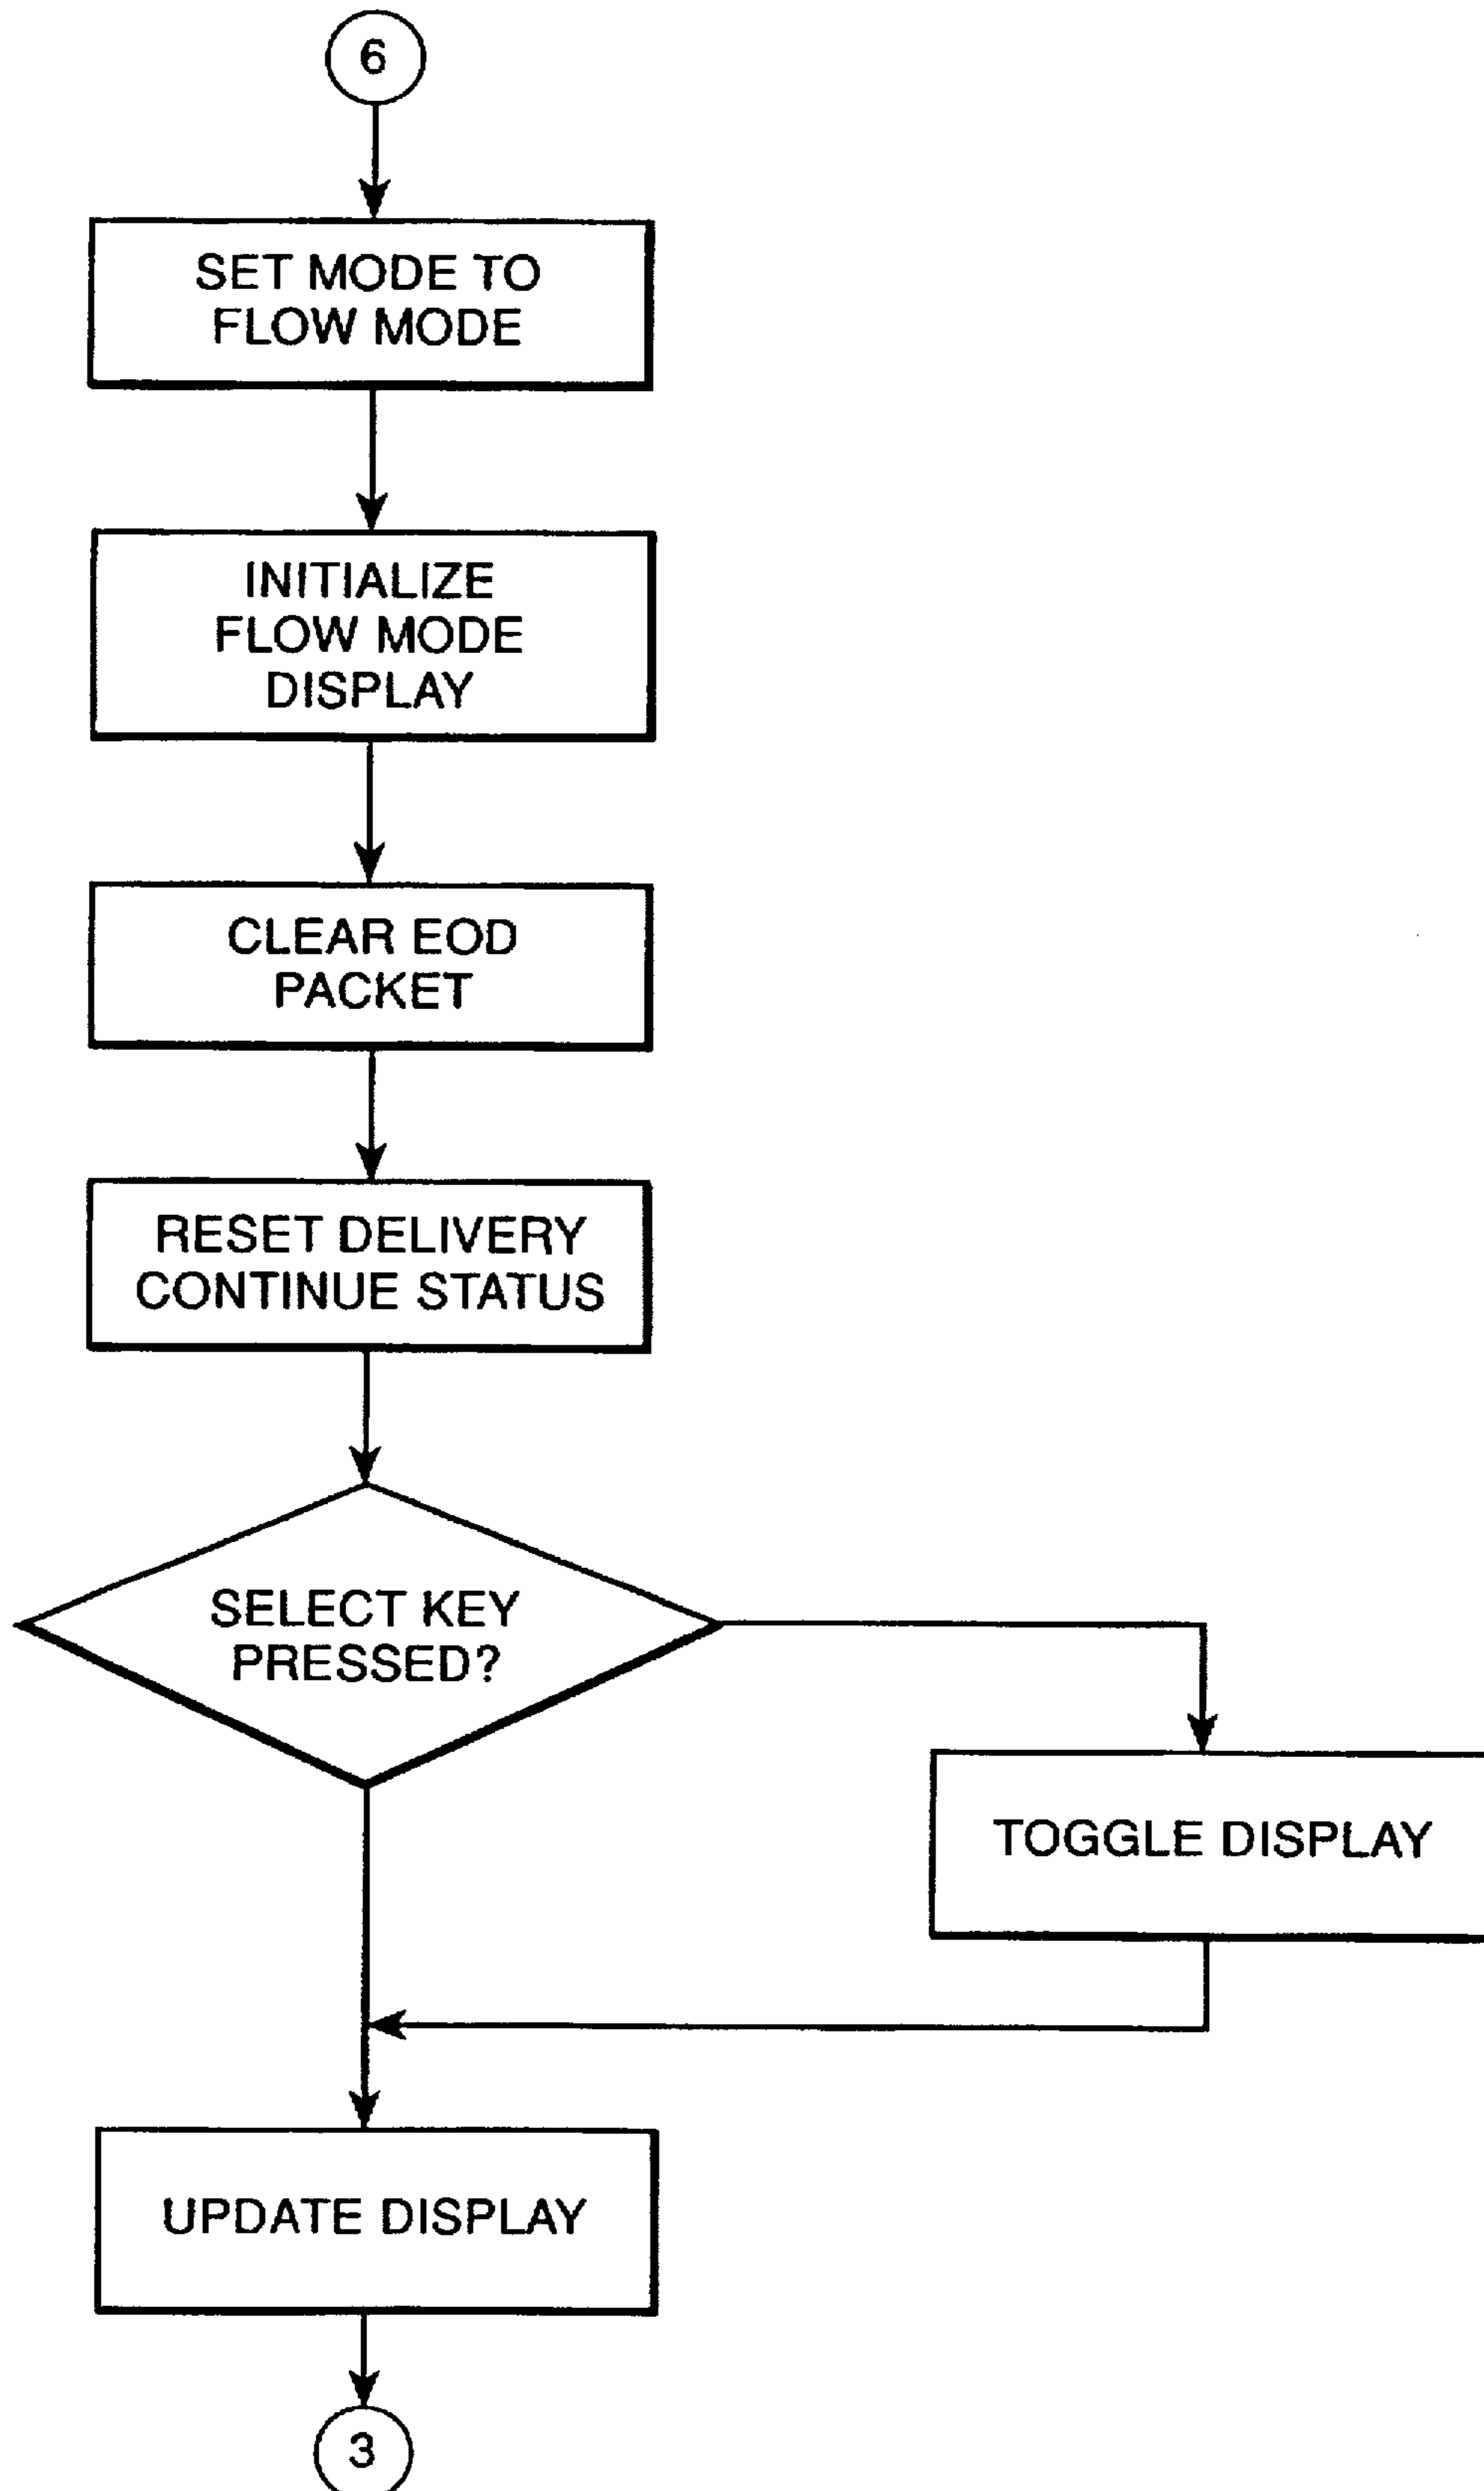 6
SET MODE TO
FLOW MODE
INITIALIZE
FLOW MODE
DISPLAY
CLEAR EOD
PACKET
RESET DELIVERY
CONTINUE STATUS
SELECT KEY
PRESSED?
TOGGLE DISPLAY
UPDATE DISPLAY
3